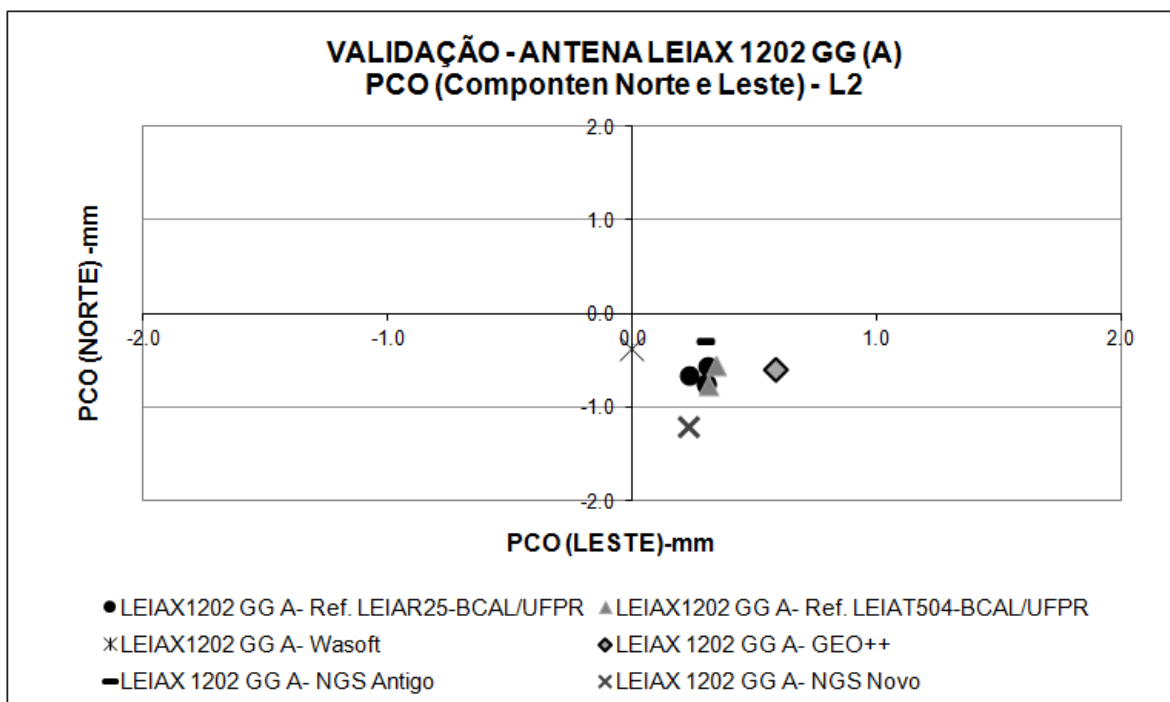 VALIDAÇÃO - ANTENA LEIAX 1202 GG (A)
PCO (Componten Norte e Leste) - L2
2.0
1.0
0.0
-1.0
-2.0
-2.0 -1.0 0.0 1.0 2.0
PCO (NORTE) -mm
PCO (LESTE)-mm
LEIAX1202 GG A- Ref. LEIAR25-BCAL/UFPR
LEIAX1202 GG A- Ref. LEIAT504-BCAL/UFPR
LEIAX1202 GG A- Wasoft
LEIAX 1202 GG A- GEO++
LEIAX 1202 GG A- NGS Antigo
LEIAX 1202 GG A- NGS Novo